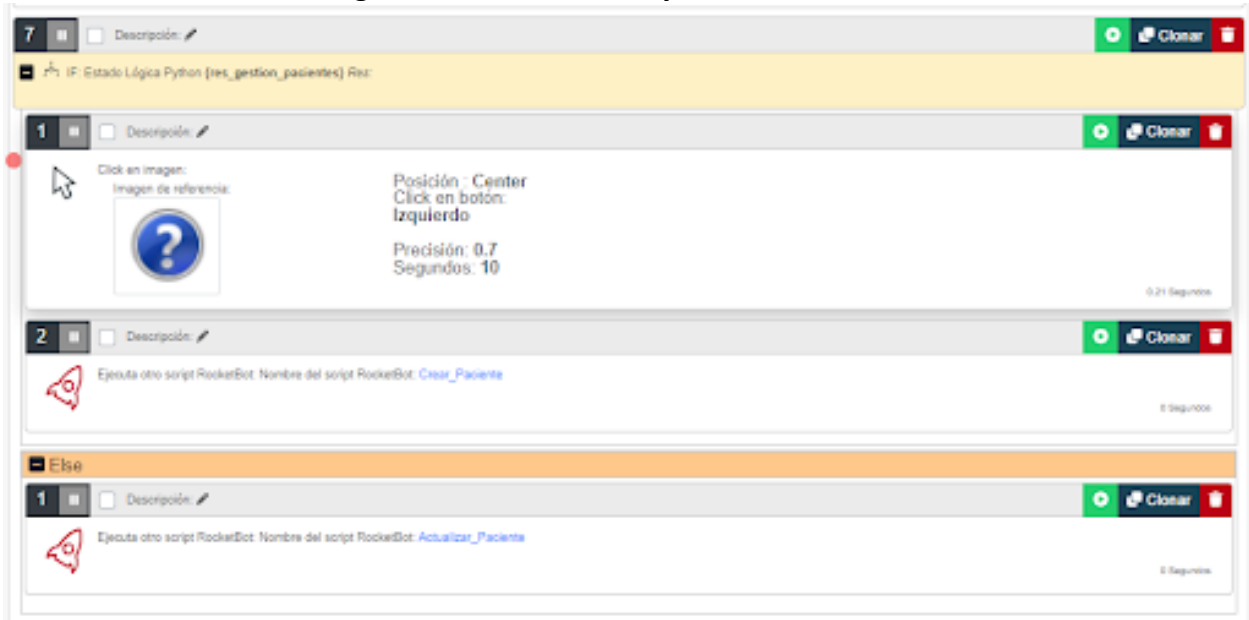 7 Descripción: Clonar
IF: Estado Lógica Python {res_gestion_pacientes} Rez:
1 Descripción: Clonar
Click en imagen:
Imagen de referencia:
?
Posición : Center
Click en botón:
Izquierdo
Precisión: 0.7
Segundos: 10
0.21 Segundos
2 Descripción: Clonar
Ejecuta otro script RocketBot: Nombre del script RocketBot: Crear_Paciente
0 Segundos
Else
1 Descripción: Clonar
Ejecuta otro script RocketBot: Nombre del script RocketBot: Actualizar_Paciente
0 Segundos